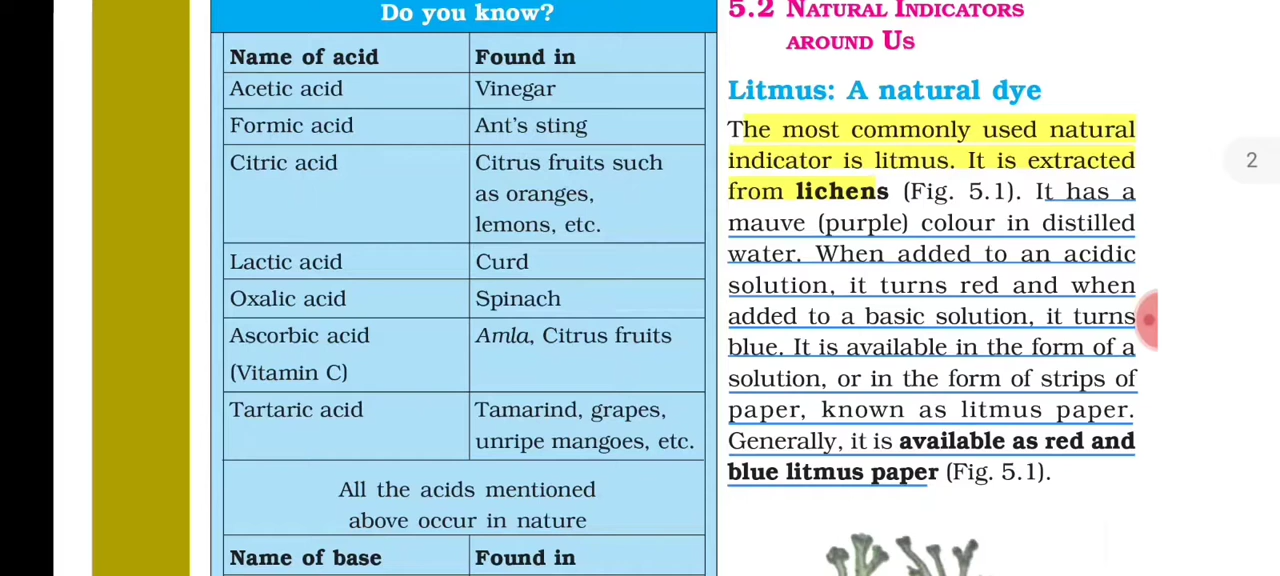 Do you know?
Name of acid Found in
Acetic acid Vinegar
Formic acid Ant's sting
Citric acid Citrus fruits such
as oranges,
lemons, etc.
Lactic acid Curd
Oxalic acid Spinach
Ascorbic acid Amla, Citrus fruits
(Vitamin C)
Tartaric acid Tamarind, grapes,
unripe mangoes, etc.
All the acids mentioned
above occur in nature
Name of base Found in
5.2 NATURAL INDICATORS
AROUND US
Litmus: A natural dye
The most commonly used natural
indicator is litmus. It is extracted
from lichens (Fig. 5.1). It has a
mauve (purple) colour in distilled
water. When added to an acidic
solution, it turns red and when
added to a basic solution, it turns
blue. It is available in the form of a
solution, or in the form of strips of
paper, known as litmus paper.
Generally, it is available as red and
blue litmus paper (Fig. 5.1).
2